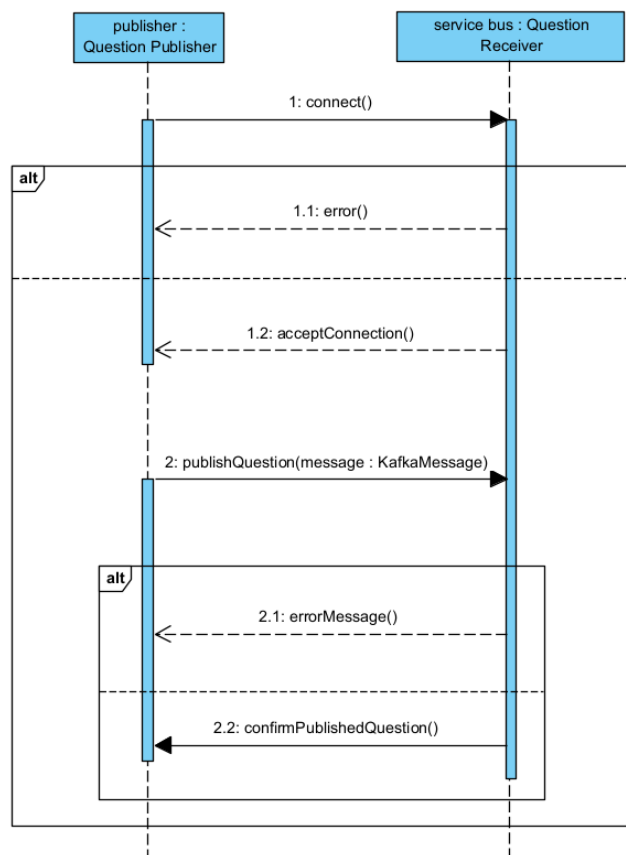 publisher :
Question Publisher
service bus : Question
Receiver
1: connect()
alt
1.1: error()
1.2: acceptConnection()
2: publishQuestion(message : KafkaMessage)
alt
2.1: errorMessage()
2.2: confirmPublishedQuestion()